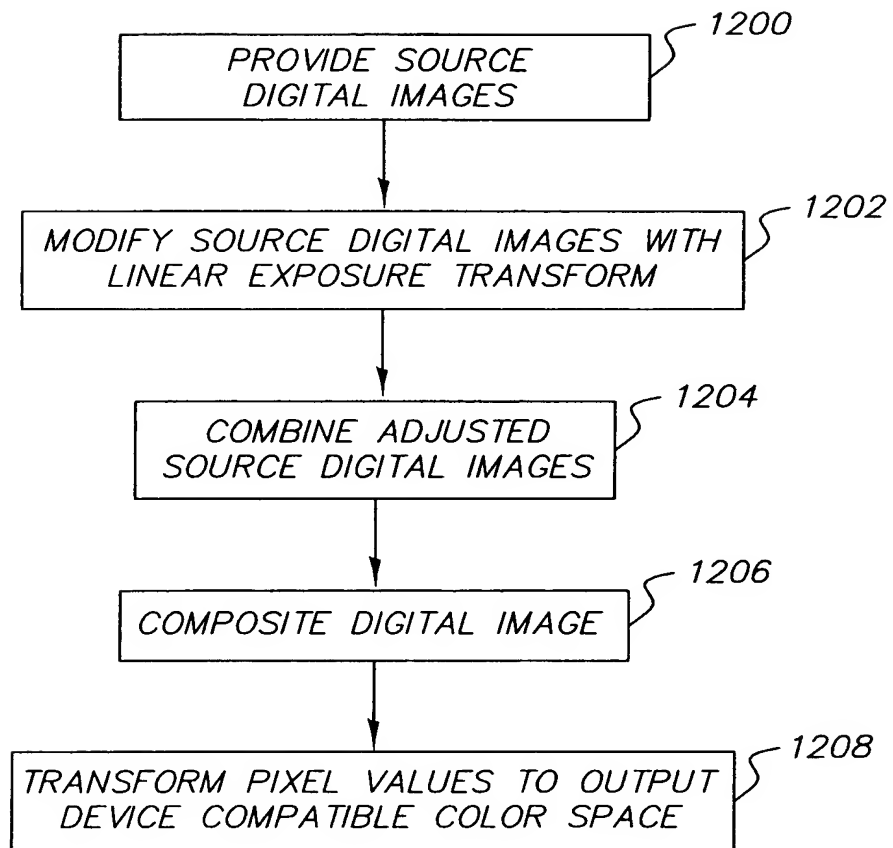 1200
PROVIDE SOURCE
DIGITAL IMAGES
1202
MODIFY SOURCE DIGITAL IMAGES WITH
LINEAR EXPOSURE TRANSFORM
1204
COMBINE ADJUSTED
SOURCE DIGITAL IMAGES
1206
COMPOSITE DIGITAL IMAGE
1208
TRANSFORM PIXEL VALUES TO OUTPUT
DEVICE COMPATIBLE COLOR SPACE